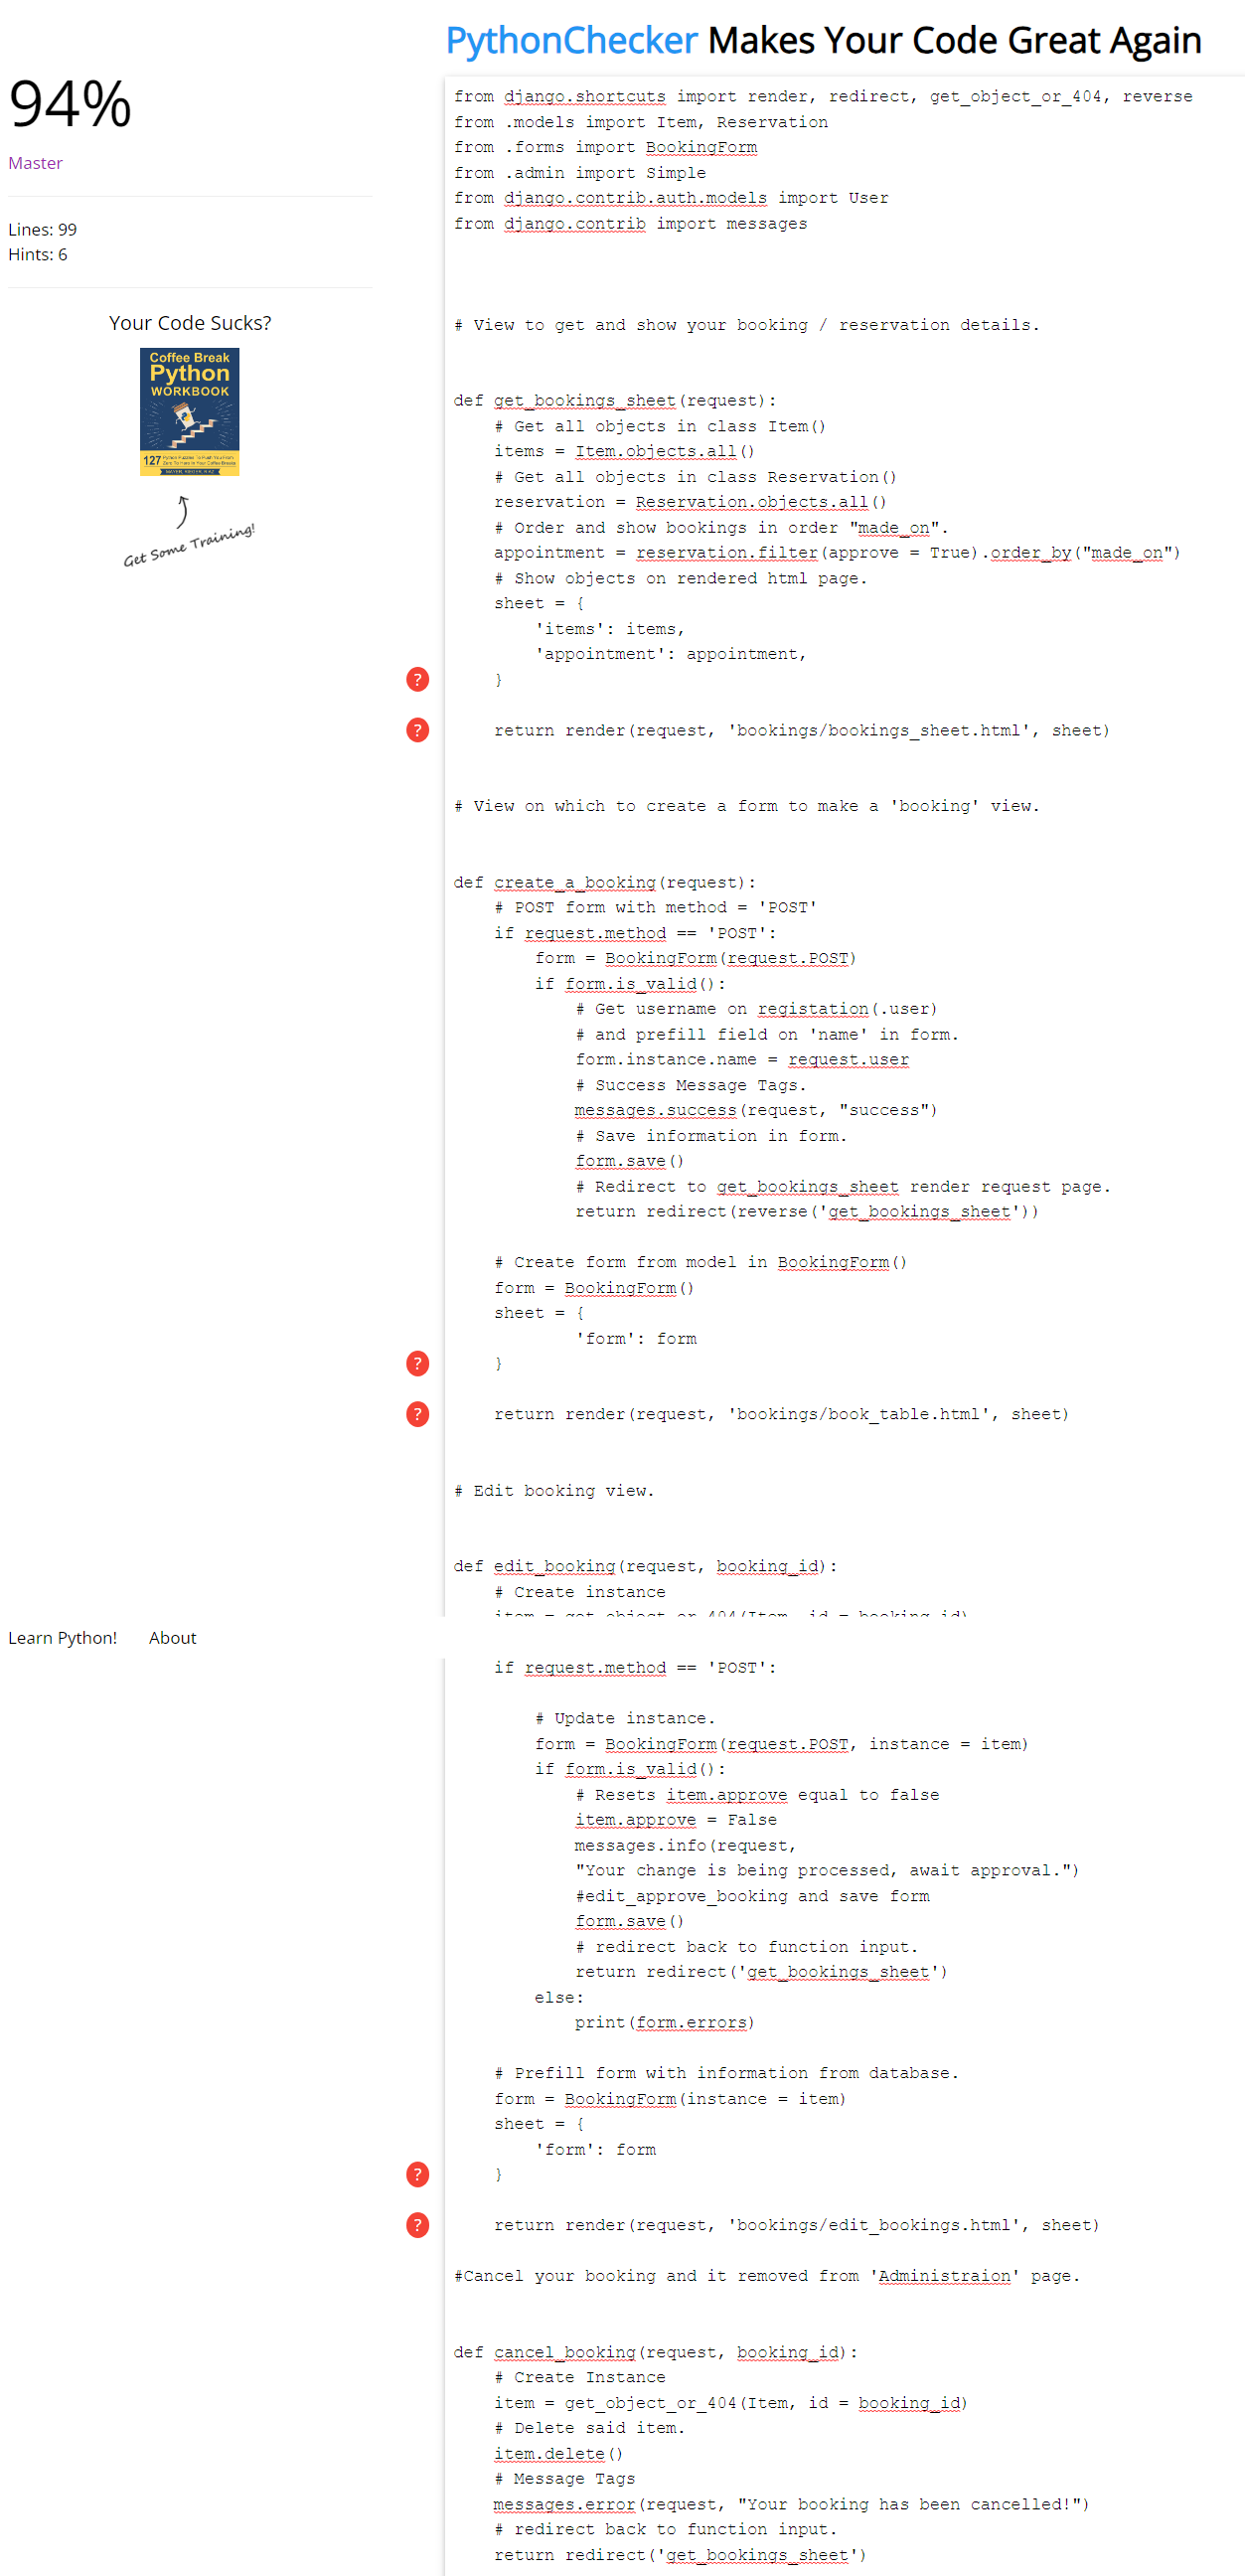 PythonChecker Makes Your Code Great Again
94%
Master
Lines: 99
Hints: 6
Your Code Sucks?
Coffee Break
Python
WORKBOOK
127
Get Some Training!
from django.shortcuts import render, redirect, get_object_or_404, reverse
from .models import Item, Reservation
from .forms import BookingForm
from .admin import Simple
from django.contrib.auth.models import User
from django.contrib import messages
# View to get and show your booking / reservation details.
def get_bookings_sheet(request):
    # Get all objects in class Item()
    items = Item.objects.all()
    # Get all objects in class Reservation()
    reservation = Reservation.objects.all()
    # Order and show bookings in order "made_on".
    appointment = reservation.filter(approve = True).order_by("made_on")
    # Show objects on rendered html page.
    sheet = {
        'items': items,
        'appointment': appointment,
?    }
?    return render(request, 'bookings/bookings_sheet.html', sheet)
# View on which to create a form to make a 'booking' view.
def create_a_booking(request):
    # POST form with method = 'POST'
    if request.method == 'POST':
        form = BookingForm(request.POST)
        if form.is_valid():
            # Get username on registation(.user)
            # and prefill field on 'name' in form.
            form.instance.name = request.user
            # Success Message Tags.
            messages.success(request, "success")
            # Save information in form.
            form.save()
            # Redirect to get_bookings_sheet render request page.
            return redirect(reverse('get_bookings_sheet'))
    # Create form from model in BookingForm()
    form = BookingForm()
    sheet = {
            'form': form
?    }
?    return render(request, 'bookings/book_table.html', sheet)
# Edit booking view.
def edit_booking(request, booking_id):
    # Create instance
    item = get_object_or_404(Item, id = booking_id)
Learn Python! About
    if request.method == 'POST':
        # Update instance.
        form = BookingForm(request.POST, instance = item)
        if form.is_valid():
            # Resets item.approve equal to false
            item.approve = False
            messages.info(request,
            "Your change is being processed, await approval.")
            #edit_approve_booking and save form
            form.save()
            # redirect back to function input.
            return redirect('get_bookings_sheet')
        else:
            print(form.errors)
    # Prefill form with information from database.
    form = BookingForm(instance = item)
    sheet = {
        'form': form
?    }
?    return render(request, 'bookings/edit_bookings.html', sheet)
#Cancel your booking and it removed from 'Administraion' page.
def cancel_booking(request, booking_id):
    # Create Instance
    item = get_object_or_404(Item, id = booking_id)
    # Delete said item.
    item.delete()
    # Message Tags
    messages.error(request, "Your booking has been cancelled!")
    # redirect back to function input.
    return redirect('get_bookings_sheet')